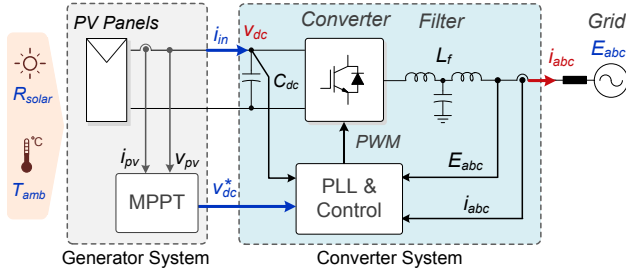 PV Panels
Converter
Filter
Grid
i_in
v_dc
E_abc
L_f
i_abc
°C
R_solar
C_dc
PWM
i_pv
v_pv
E_abc
T_amb
MPPT
v_dc*
PLL &
Control
i_abc
Generator System
Converter System